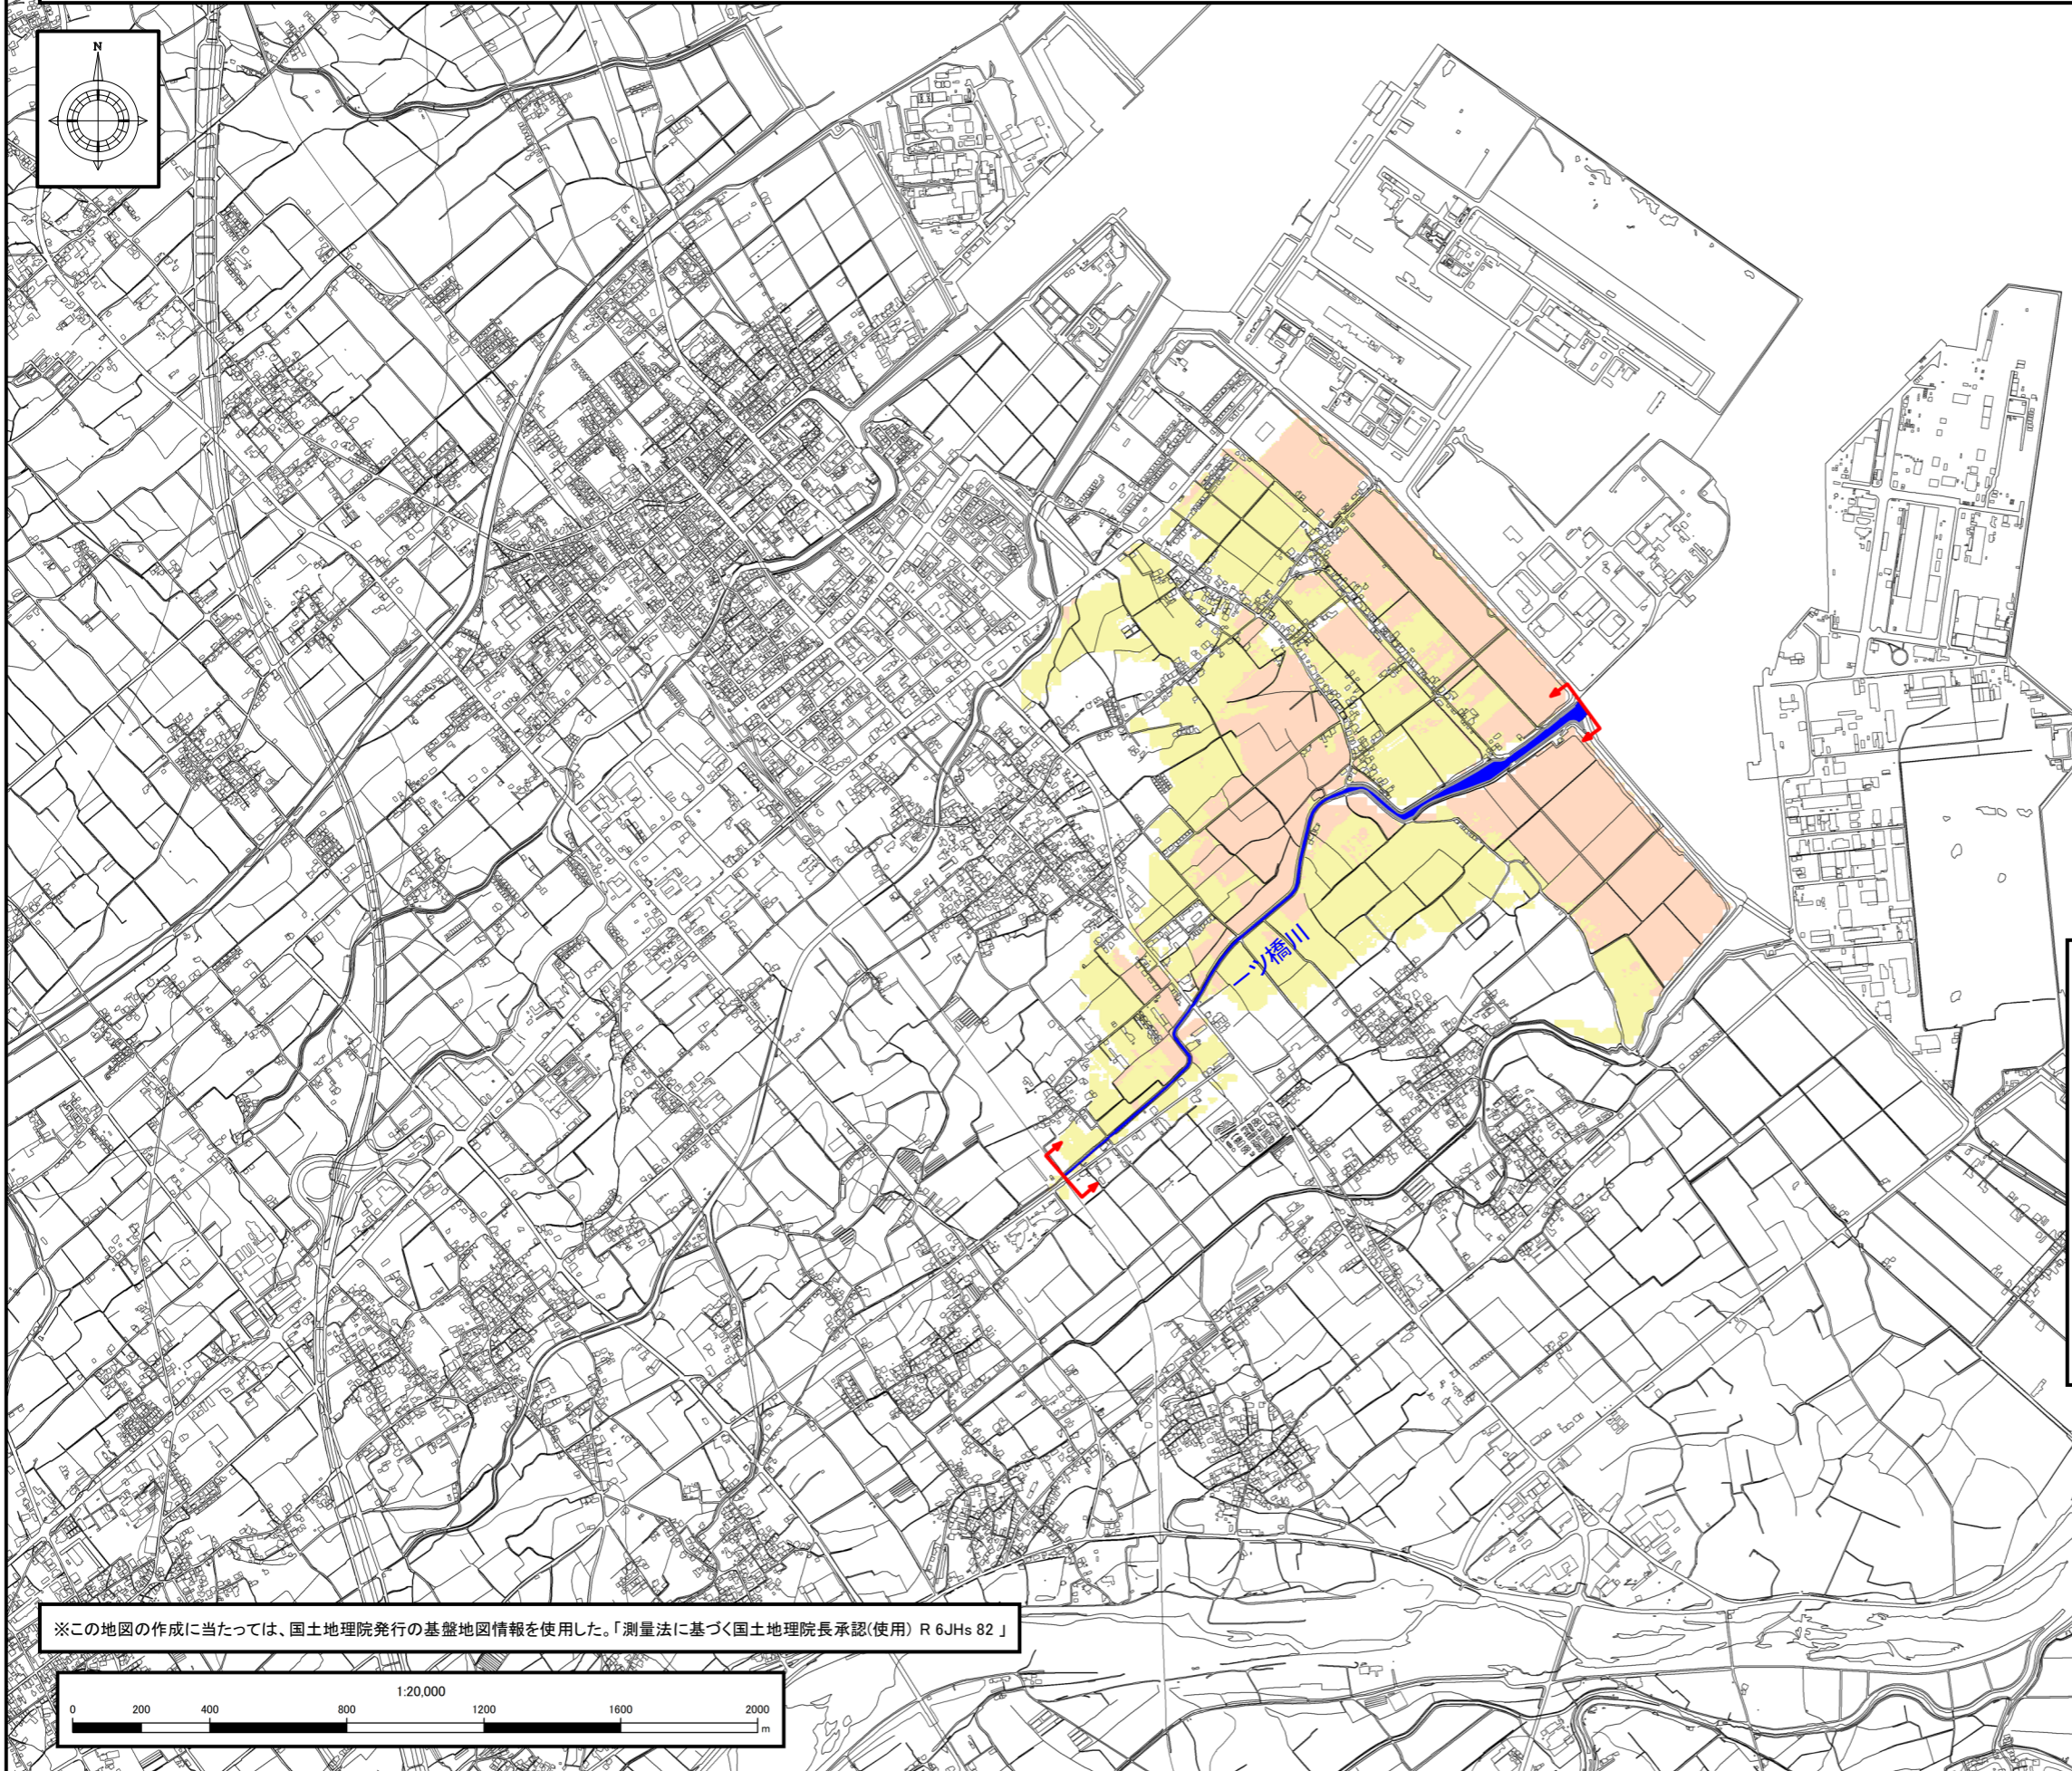 N
一ツ橋川
※この地図の作成に当たっては、国土地理院発行の基盤地図情報を使用した。「測量法に基づく国土地理院長承認(使用) R 6JHs 82 」
1:20,000
0 200 400 800 1200 1600 2000
m